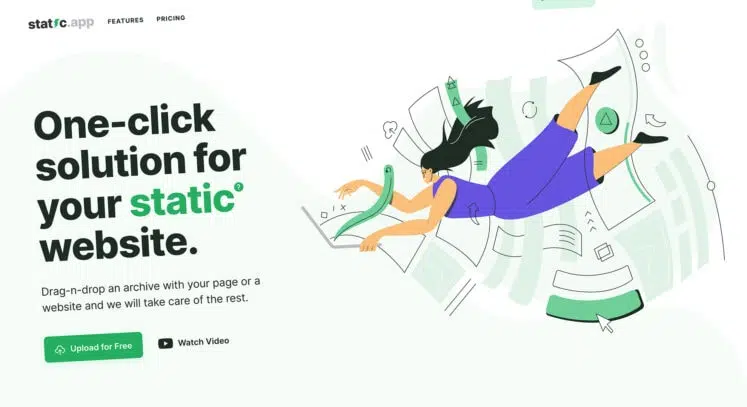 static.app
FEATURES
PRICING
One-click
solution for
your static?
website.
Drag-n-drop an archive with your page or a
website and we will take care of the rest.
Upload for Free
Watch Video